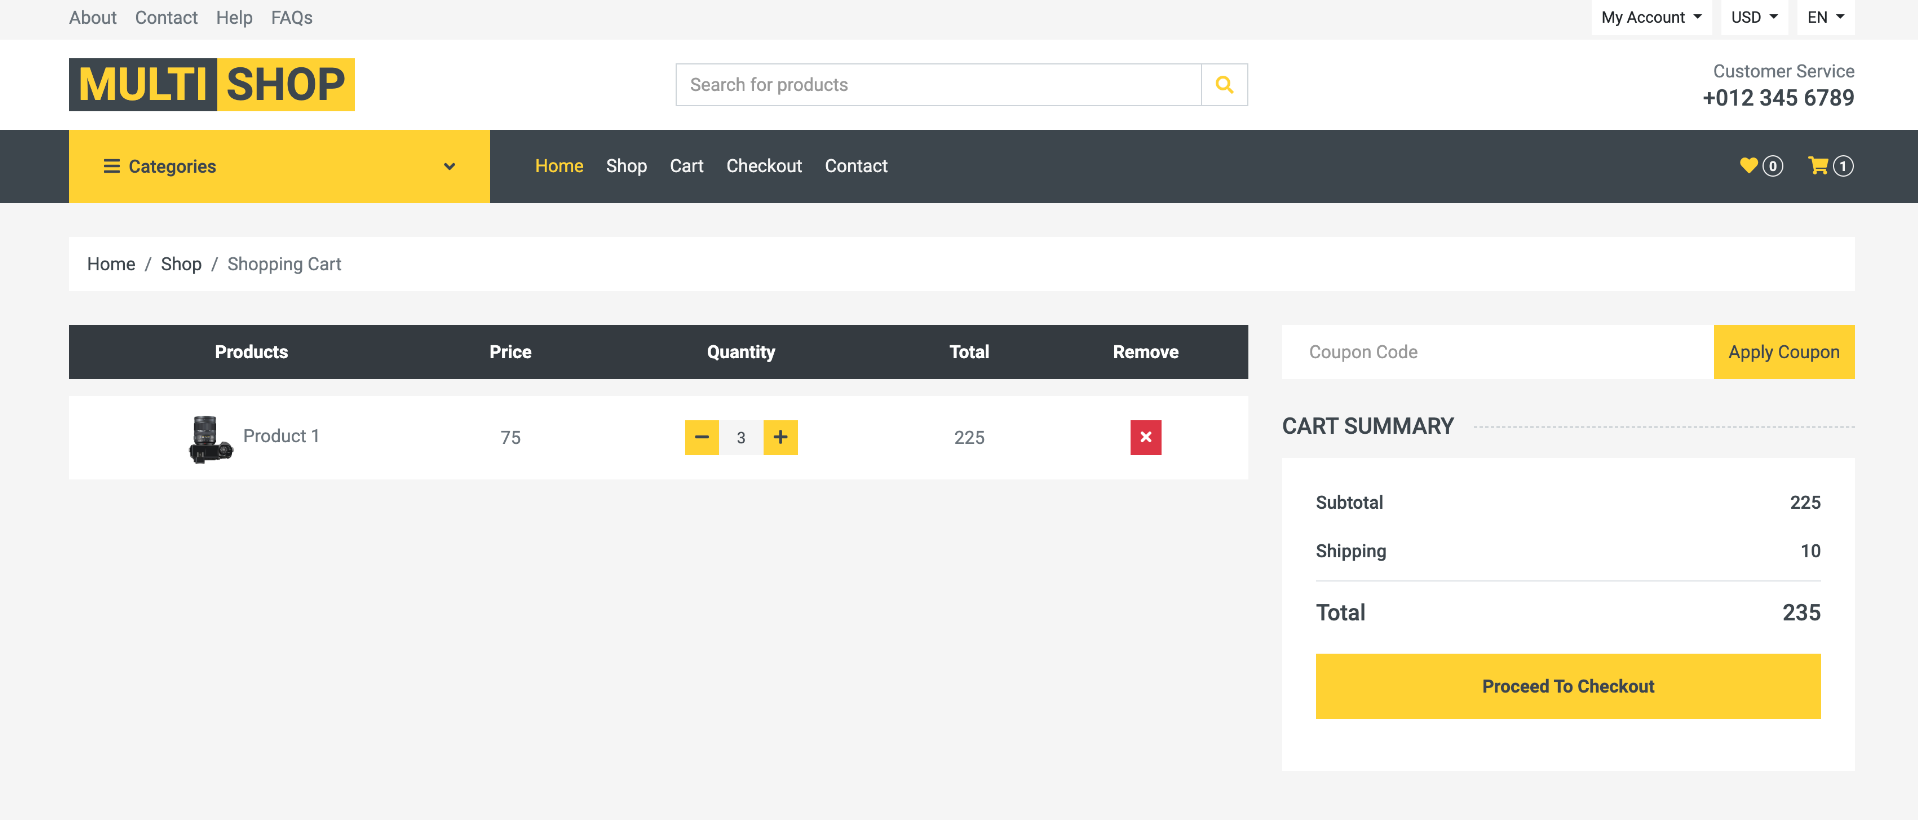 About Contact Help FAQs My Account USD EN
MULTI SHOP
Search for products
Customer Service
+012 345 6789
Categories
Home Shop Cart Checkout Contact 0 1
Home / Shop / Shopping Cart
Products Price Quantity Total Remove
Product 1 75 3 225
Coupon Code Apply Coupon
CART SUMMARY
Subtotal 225
Shipping 10
Total 235
Proceed To Checkout